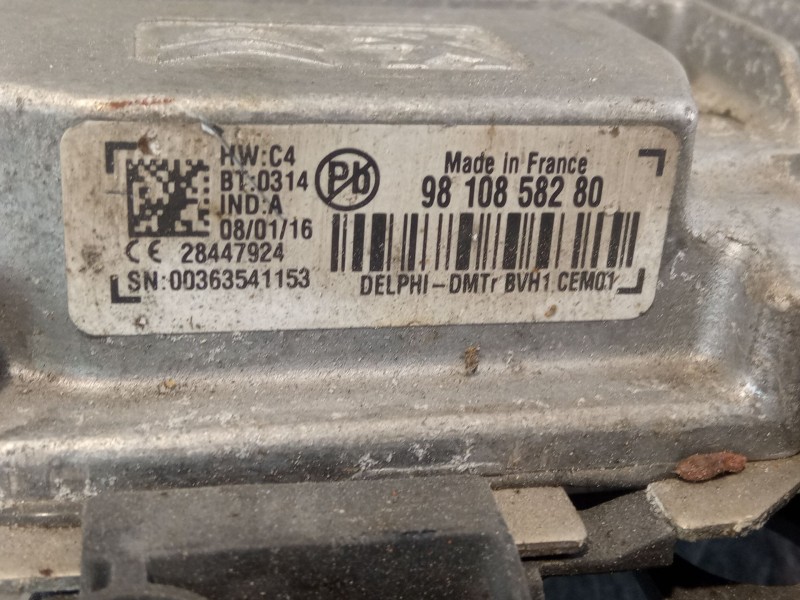 HW:C4
BT:0314
IND:A
08/01/16
CE 28447924
SN:00363541153
Pb
Made in France
98 108 582 80
DELPHI-DMTr BVH1 CEM01